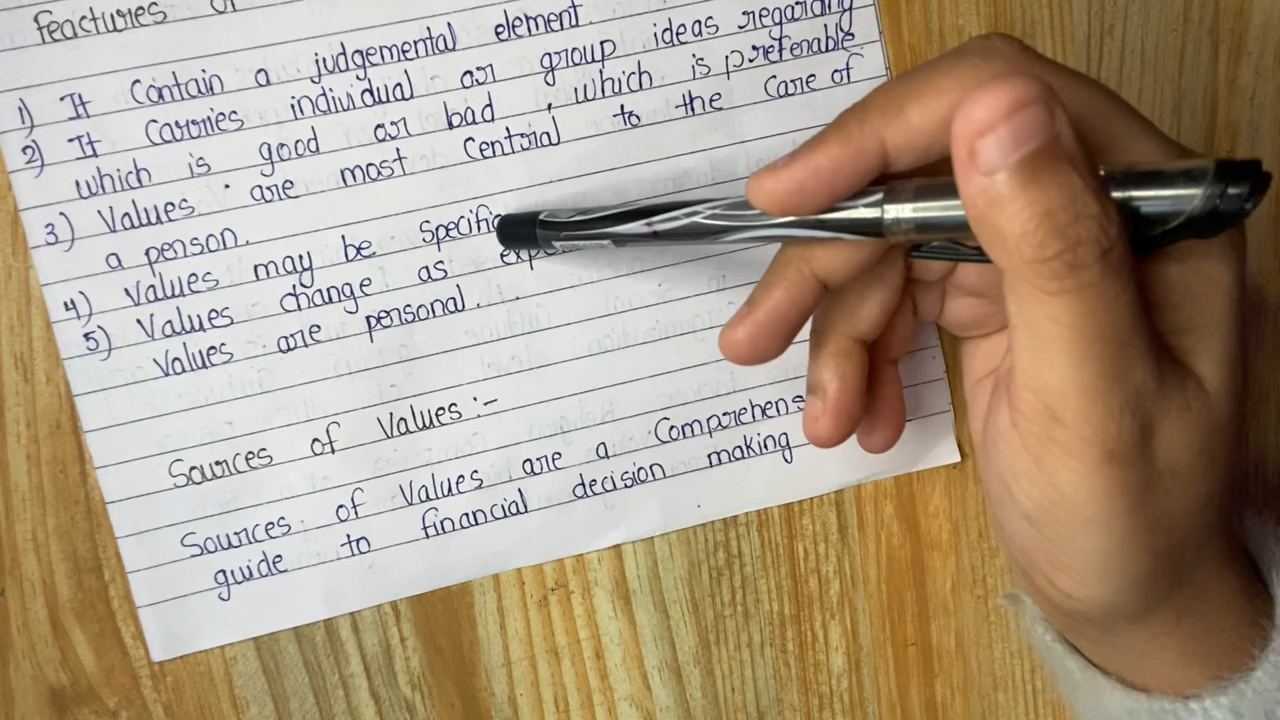 Feactures of
1) It Contain a judgemental element.
2) It Carries individual or group ideas regarding
which is good or bad, which is preferable.
3) Values are most Central to the Care of
a person.
4) Values may be Specific
5) Values change as
Values are personal.
Sources of Values :-
Sources of Values are a Comprehens
guide to financial decision making